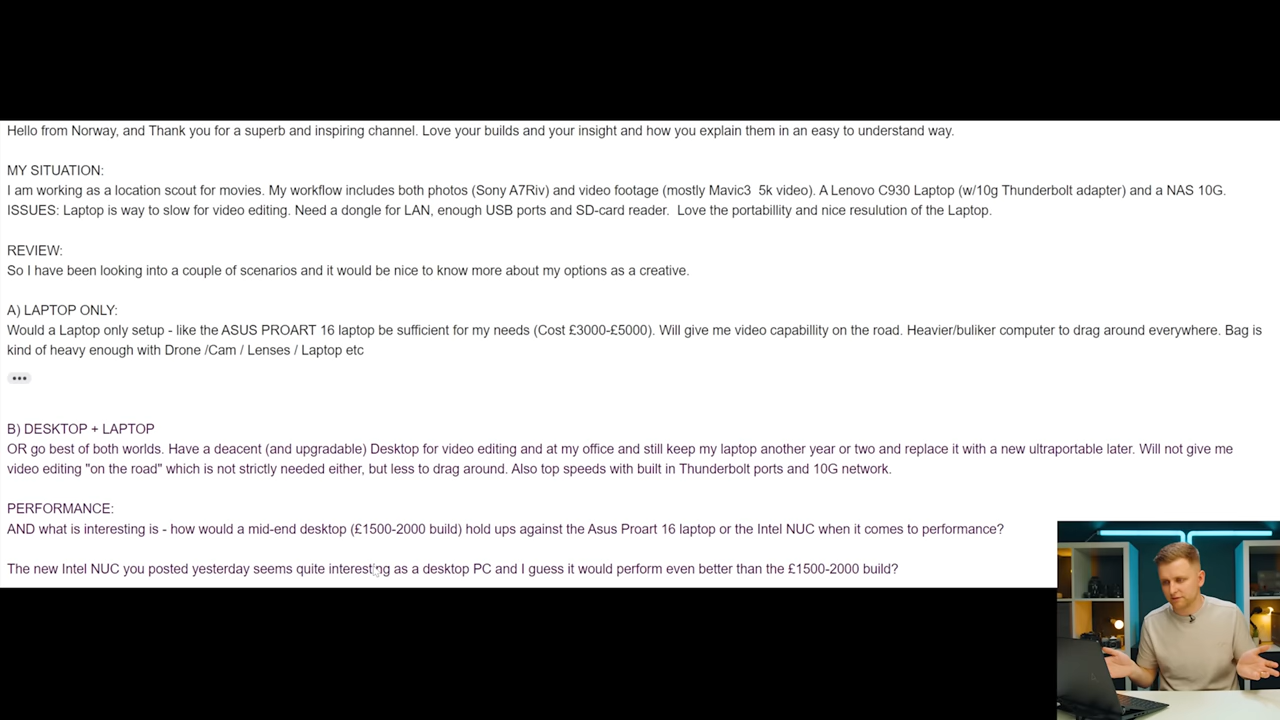 Hello from Norway, and Thank you for a superb and inspiring channel. Love your builds and your insight and how you explain them in an easy to understand way.
MY SITUATION:
I am working as a location scout for movies. My workflow includes both photos (Sony A7Riv) and video footage (mostly Mavic3  5k video). A Lenovo C930 Laptop (w/10g Thunderbolt adapter) and a NAS 10G.
ISSUES: Laptop is way to slow for video editing. Need a dongle for LAN, enough USB ports and SD-card reader.  Love the portabillity and nice resulution of the Laptop.
REVIEW:
So I have been looking into a couple of scenarios and it would be nice to know more about my options as a creative.
A) LAPTOP ONLY:
Would a Laptop only setup - like the ASUS PROART 16 laptop be sufficient for my needs (Cost £3000-£5000). Will give me video capabillity on the road. Heavier/buliker computer to drag around everywhere. Bag is
kind of heavy enough with Drone /Cam / Lenses / Laptop etc
B) DESKTOP + LAPTOP
OR go best of both worlds. Have a deacent (and upgradable) Desktop for video editing and at my office and still keep my laptop another year or two and replace it with a new ultraportable later. Will not give me
video editing "on the road" which is not strictly needed either, but less to drag around. Also top speeds with built in Thunderbolt ports and 10G network.
PERFORMANCE:
AND what is interesting is - how would a mid-end desktop (£1500-2000 build) hold ups against the Asus Proart 16 laptop or the Intel NUC when it comes to performance?
The new Intel NUC you posted yesterday seems quite interesting as a desktop PC and I guess it would perform even better than the £1500-2000 build?